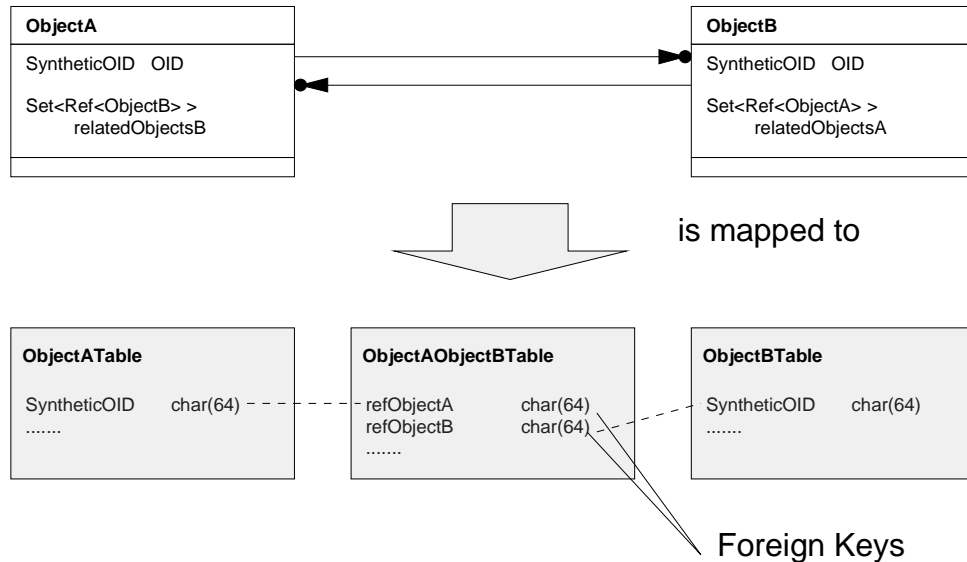 ObjectA
SyntheticOID OID
Set<Ref<ObjectB> >
relatedObjectsB
ObjectB
SyntheticOID OID
Set<Ref<ObjectA> >
relatedObjectsA
is mapped to
ObjectATable
SyntheticOID char(64)
.......
ObjectAObjectBTable
refObjectA char(64)
refObjectB char(64)
.......
ObjectBTable
SyntheticOID char(64)
.......
Foreign Keys